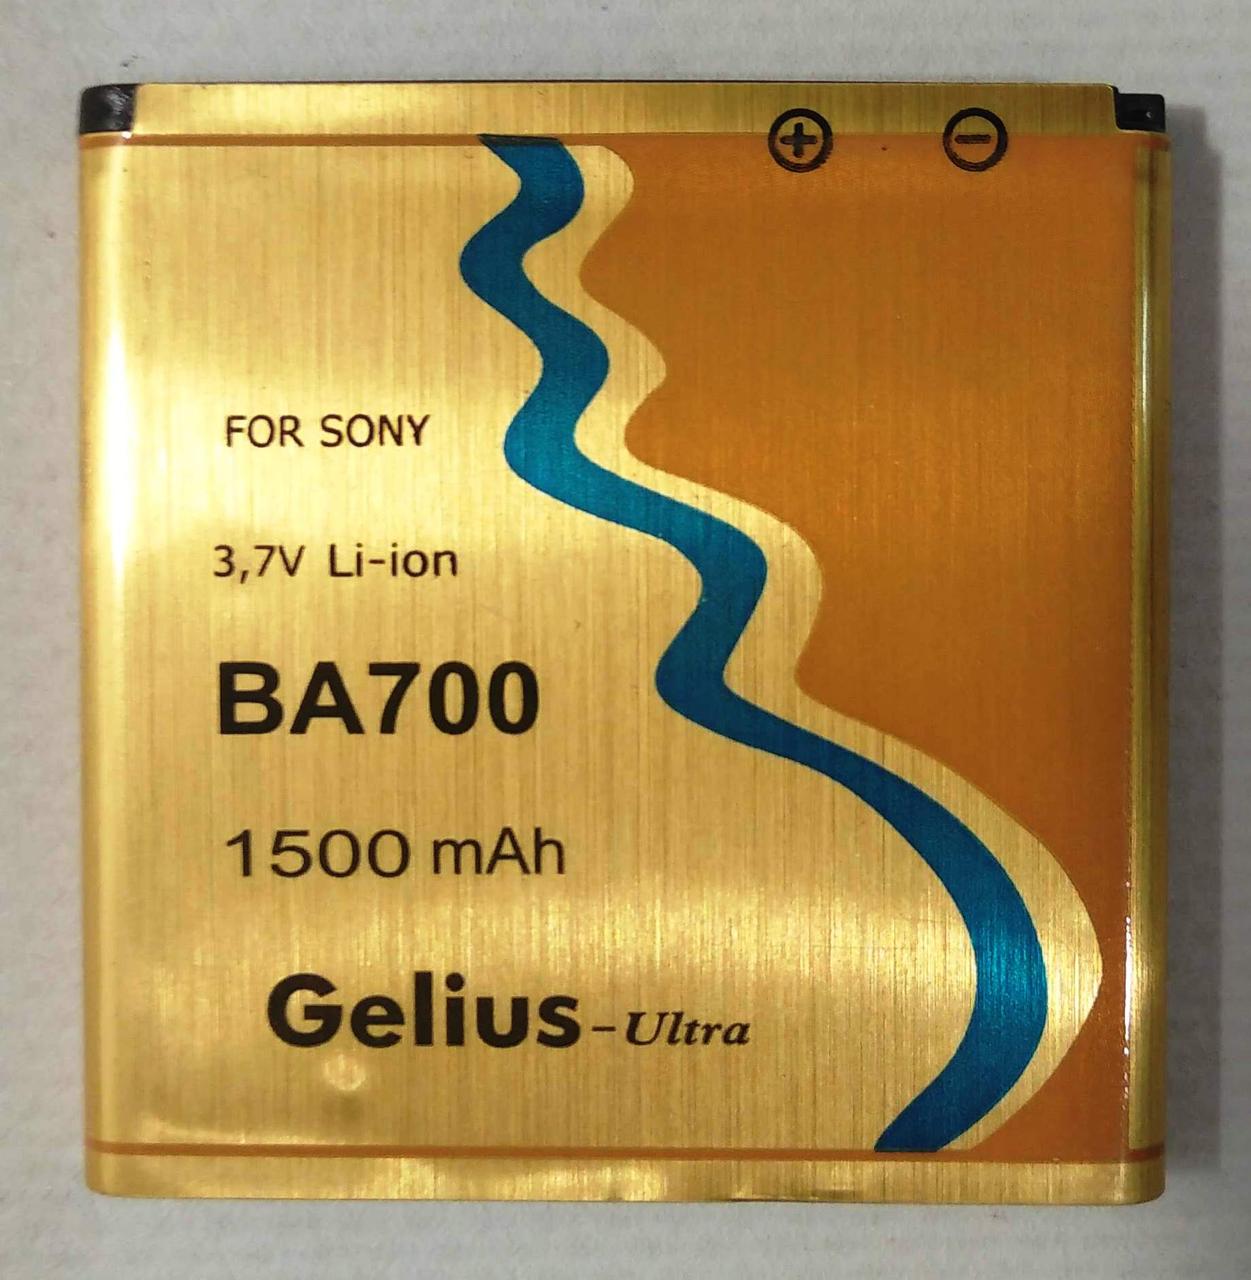 + −
FOR SONY
3,7V Li-ion
BA700
1500 mAh
Gelius-Ultra